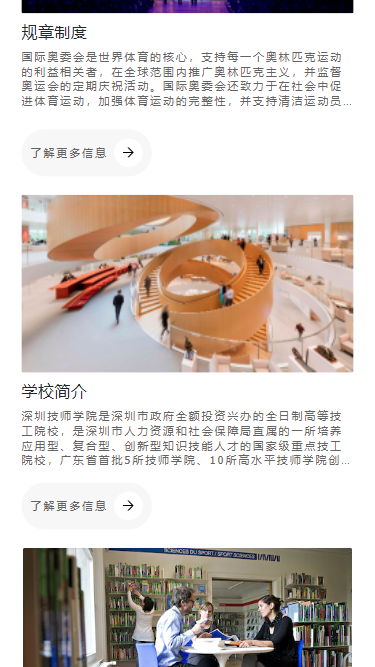 规章制度
国际奥委会是世界体育的核心，支持每一个奥林匹克运动
的利益相关者，在全球范围内推广奥林匹克主义，并监督
奥运会的定期庆祝活动。国际奥委会还致力于在社会中促
进体育运动，加强体育运动的完整性，并支持清洁运动员...
了解更多信息
学校简介
深圳技师学院是深圳市政府全额投资兴办的全日制高等技
工院校，是深圳市人力资源和社会保障局直属的一所培养
应用型、复合型、创新型知识技能人才的国家级重点技工
院校，广东省首批5所技师学院、10所高水平技师学院创...
了解更多信息
SCIENCES DU SPORT / SPORT SCIENCES